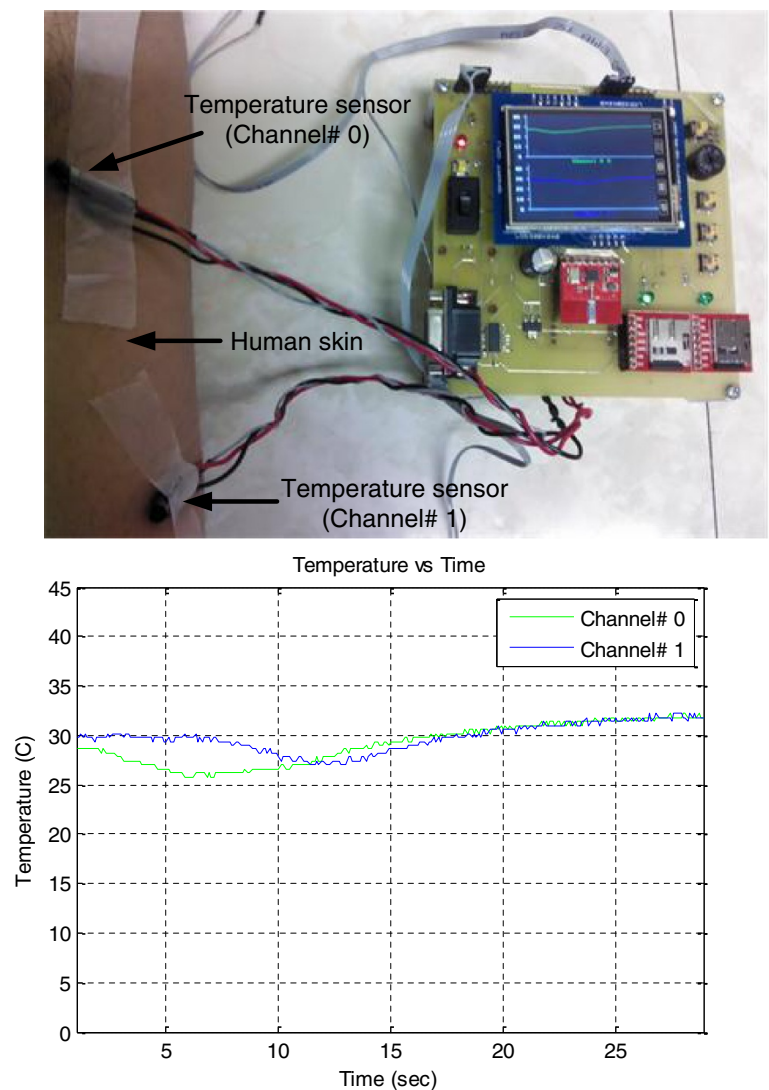 Temperature sensor
(Channel# 0)
Human skin
Temperature sensor
(Channel# 1)
Temperature vs Time
Channel# 0
Channel# 1
45
40
35
30
25
20
15
10
5
0
Temperature (C)
5
10
15
20
25
Time (sec)